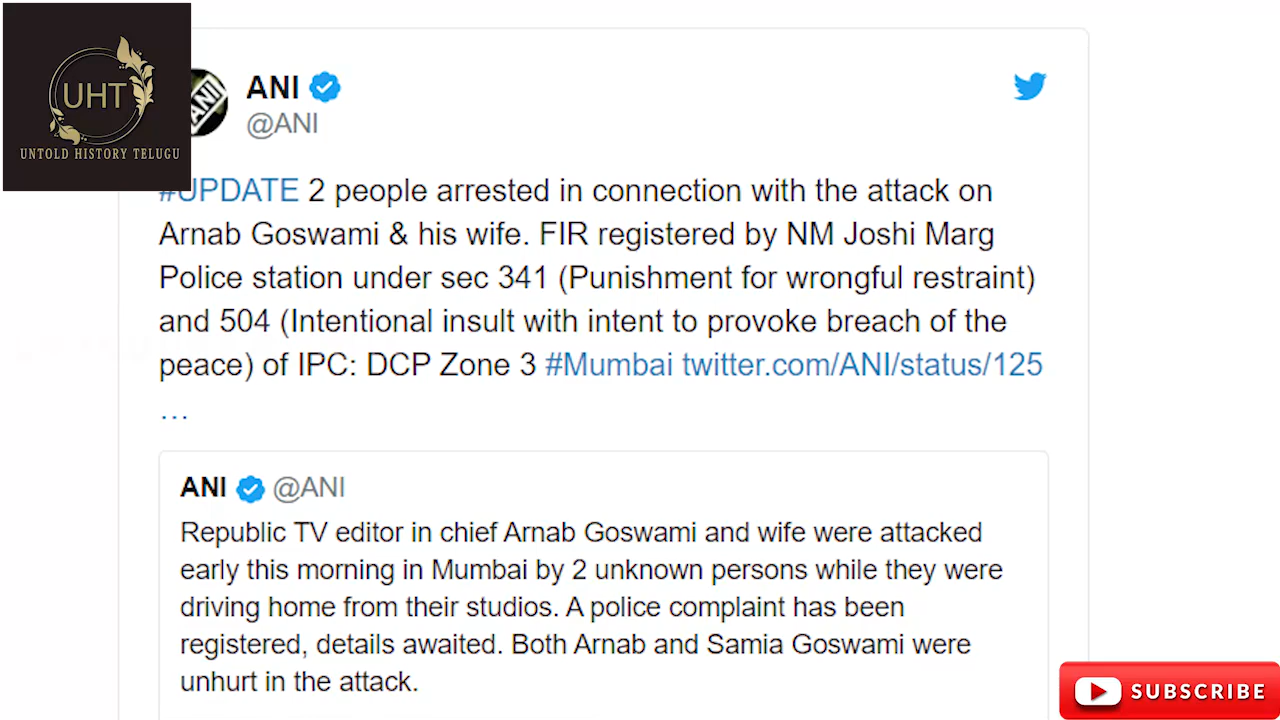 UHT
UNTOLD HISTORY TELUGU
ANI
ANI
@ANI
#UPDATE 2 people arrested in connection with the attack on
Arnab Goswami & his wife. FIR registered by NM Joshi Marg
Police station under sec 341 (Punishment for wrongful restraint)
and 504 (Intentional insult with intent to provoke breach of the
peace) of IPC: DCP Zone 3 #Mumbai twitter.com/ANI/status/125
…
ANI @ANI
Republic TV editor in chief Arnab Goswami and wife were attacked
early this morning in Mumbai by 2 unknown persons while they were
driving home from their studios. A police complaint has been
registered, details awaited. Both Arnab and Samia Goswami were
unhurt in the attack.
SUBSCRIBE